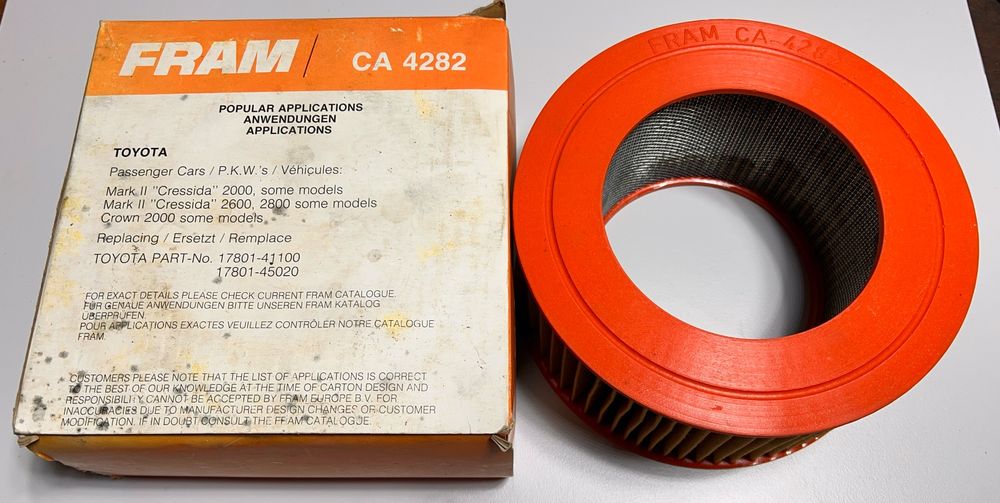 FRAM / CA 4282
POPULAR APPLICATIONS
ANWENDUNGEN
APPLICATIONS
TOYOTA
Passenger Cars / P.K.W.'s / Véhicules:
Mark II "Cressida" 2000, some models
Mark II "Cressida" 2600, 2800 some models
Crown 2000 some models
Replacing / Ersetzt / Remplace
TOYOTA PART-No. 17801-41100
17801-45020
FOR EXACT DETAILS PLEASE CHECK CURRENT FRAM CATALOGUE.
FÜR GENAUE ANWENDUNGEN BITTE UNSEREN FRAM KATALOG
ÜBERPRÜFEN.
POUR APPLICATIONS EXACTES VEUILLEZ CONTRÔLER NOTRE CATALOGUE
FRAM.
CUSTOMERS PLEASE NOTE THAT THE LIST OF APPLICATIONS IS CORRECT
TO THE BEST OF OUR KNOWLEDGE AT THE TIME OF CARTON DESIGN AND
RESPONSIBILITY CANNOT BE ACCEPTED BY FRAM EUROPE B.V. FOR
INACCURACIES DUE TO MANUFACTURER DESIGN CHANGES OR CUSTOMER
MODIFICATION. IF IN DOUBT CONSULT THE FRAM CATALOGUE.
FRAM CA-4282